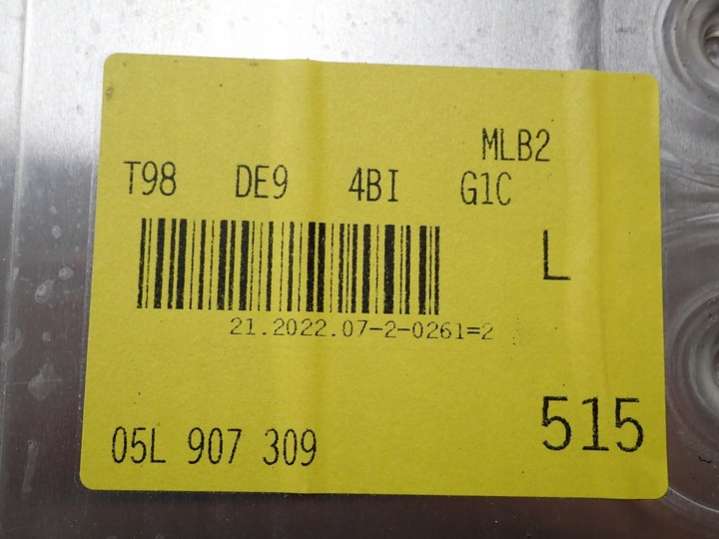 MLB2
T98 DE9 4BI G1C
L
21.2022.07-2-0261=2
515
05L 907 309